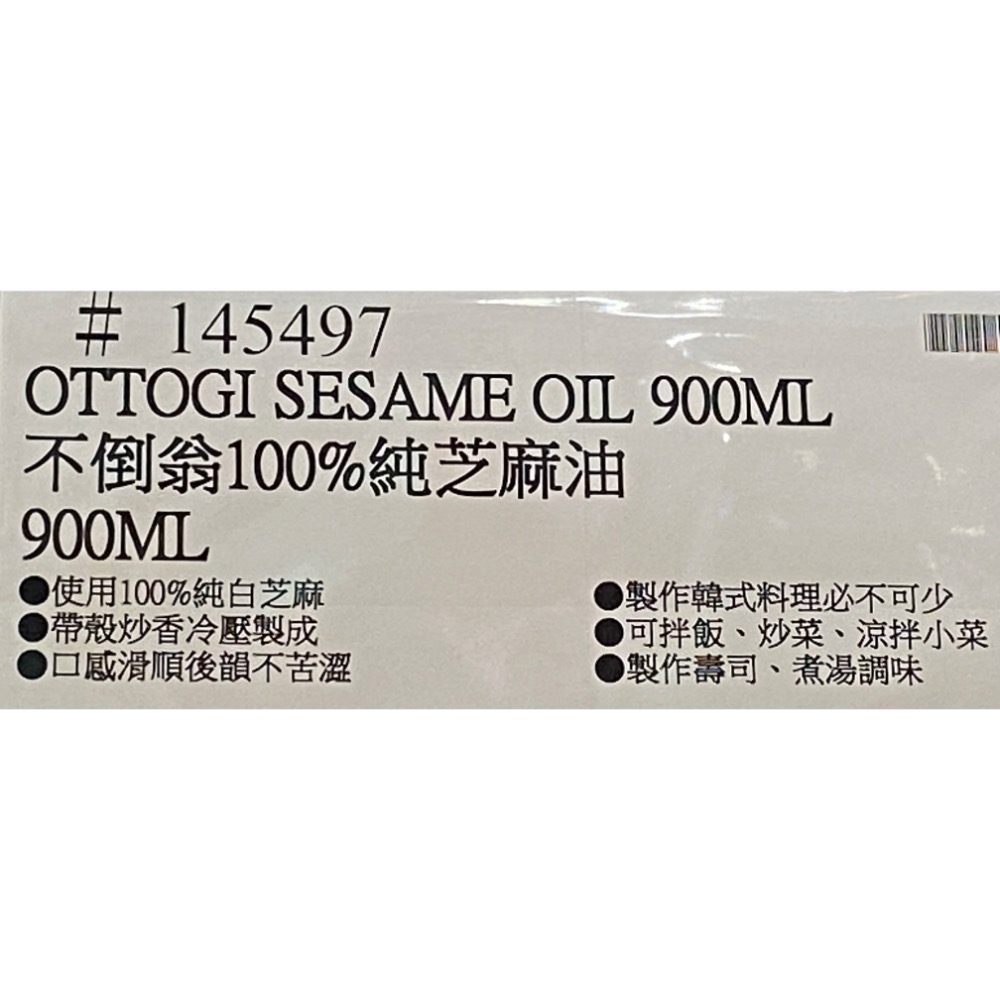 # 145497
OTTOGI SESAME OIL 900ML
不倒翁100%純芝麻油
900ML
●使用100%純白芝麻
●帶殼炒香冷壓製成
●口感滑順後韻不苦澀
●製作韓式料理必不可少
●可拌飯、炒菜、涼拌小菜
●製作壽司、煮湯調味